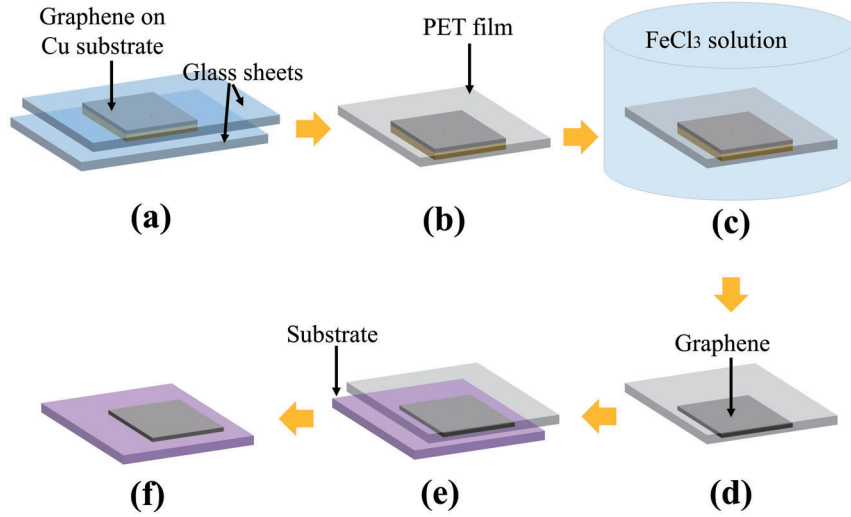 Graphene on
Cu substrate
Glass sheets
PET film
FeCl₃ solution
(a)
(b)
(c)
Substrate
Graphene
(f)
(e)
(d)